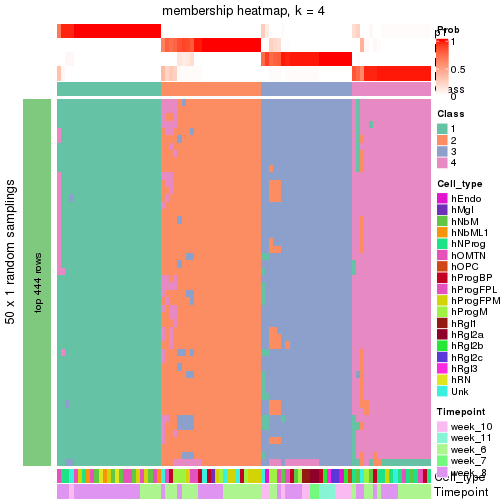 membership heatmap, k = 4
50 x 1 random samplings
top 444 rows
Prob
1
0.5
0
Class
1
2
3
4
Cell_type
hEndo
hMgl
hNbM
hNbML1
hNProg
hOMTN
hOPC
hProgBP
hProgFPL
hProgFPM
hProgM
hRgl1
hRgl2a
hRgl2b
hRgl2c
hRgl3
hRN
Unk
Timepoint
week_10
week_11
week_6
week_7
week_8
Cell_type
Timepoint